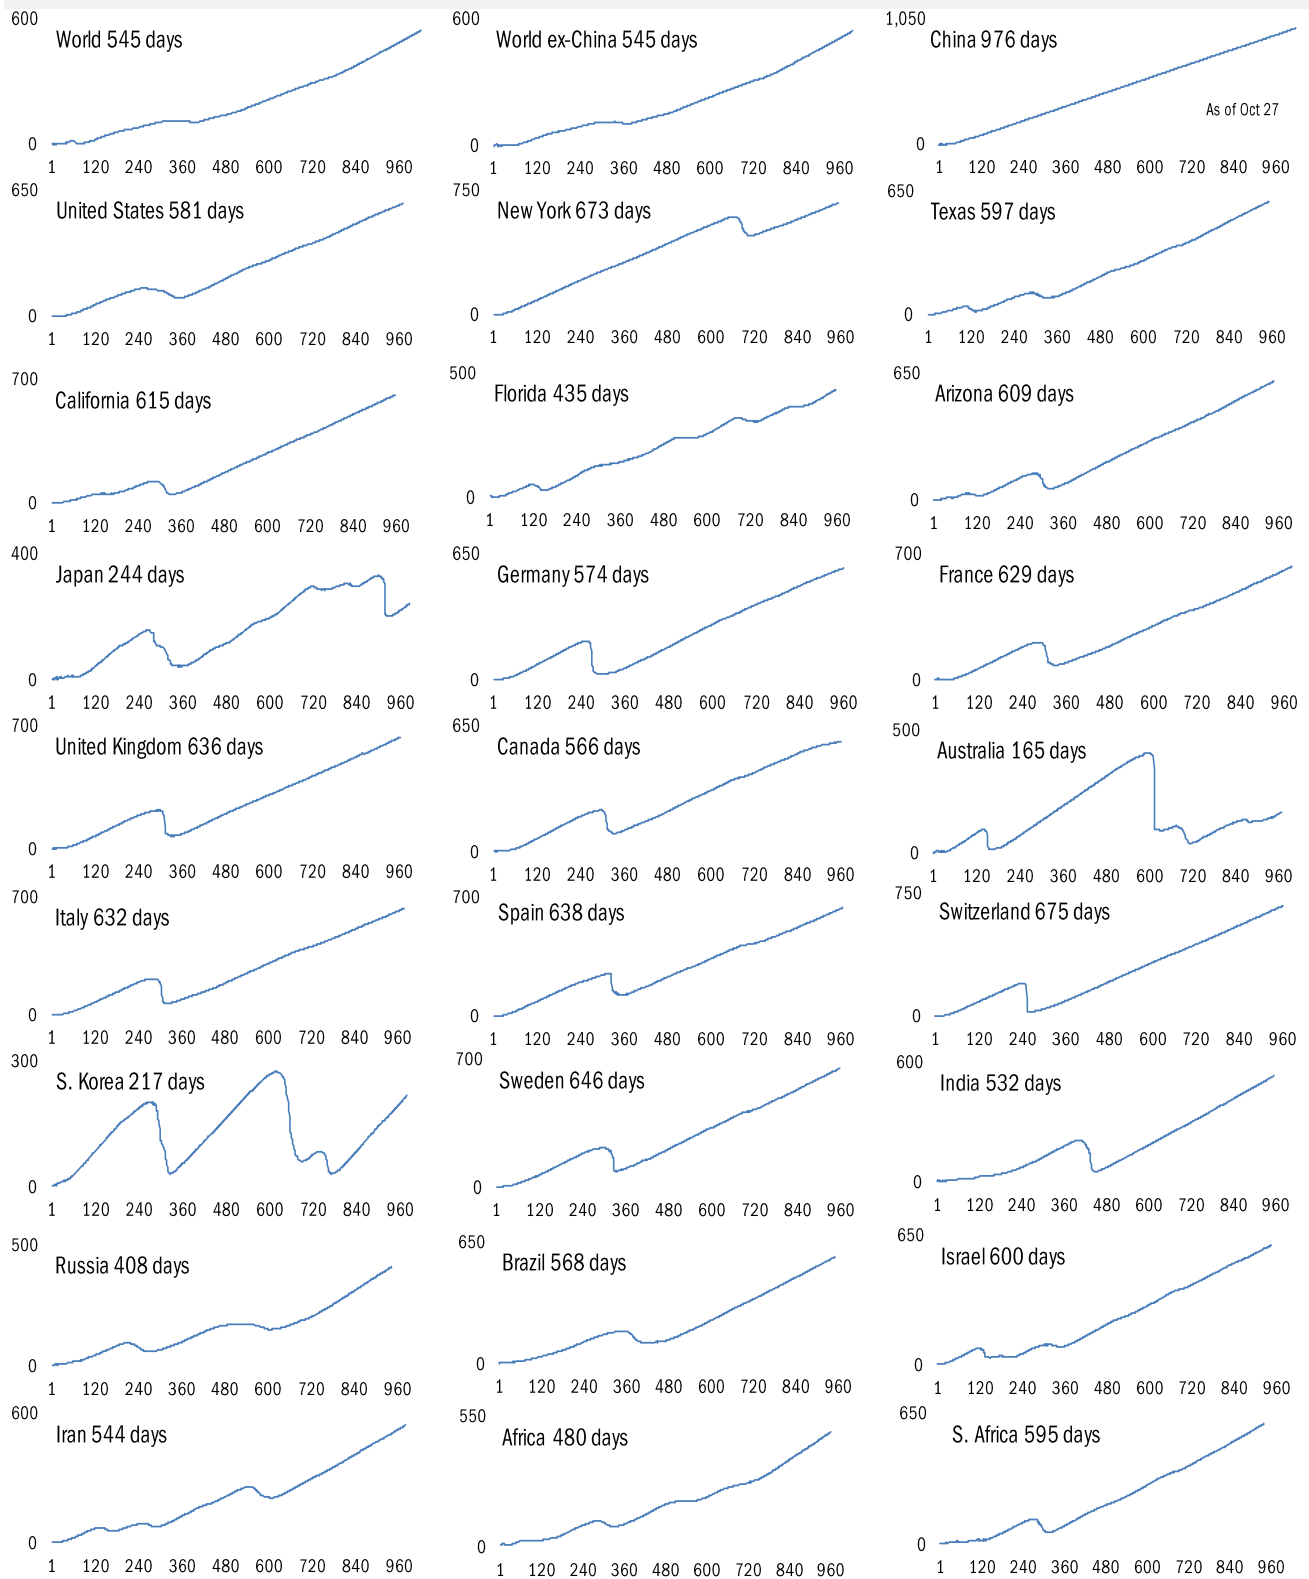 600 600 1,050
World 545 days World ex-China 545 days China 976 days
As of Oct 27
0 0 0
1 120 240 360 480 600 720 840 960 1 120 240 360 480 600 720 840 960 1 120 240 360 480 600 720 840 960
650 750 650
United States 581 days New York 673 days Texas 597 days
0 0 0
1 120 240 360 480 600 720 840 960 1 120 240 360 480 600 720 840 960 1 120 240 360 480 600 720 840 960
700 500 650
California 615 days Florida 435 days Arizona 609 days
0 0 0
1 120 240 360 480 600 720 840 960 1 120 240 360 480 600 720 840 960 1 120 240 360 480 600 720 840 960
400 650 700
Japan 244 days Germany 574 days France 629 days
0 0 0
1 120 240 360 480 600 720 840 960 1 120 240 360 480 600 720 840 960 1 120 240 360 480 600 720 840 960
700 650 500
United Kingdom 636 days Canada 566 days Australia 165 days
0 0 0
1 120 240 360 480 600 720 840 960 1 120 240 360 480 600 720 840 960 1 120 240 360 480 600 720 840 960
700 700 750
Italy 632 days Spain 638 days Switzerland 675 days
0 0 0
1 120 240 360 480 600 720 840 960 1 120 240 360 480 600 720 840 960 1 120 240 360 480 600 720 840 960
300 700 600
S. Korea 217 days Sweden 646 days India 532 days
0 0 0
1 120 240 360 480 600 720 840 960 1 120 240 360 480 600 720 840 960 1 120 240 360 480 600 720 840 960
500 650 650
Russia 408 days Brazil 568 days Israel 600 days
0 0 0
1 120 240 360 480 600 720 840 960 1 120 240 360 480 600 720 840 960 1 120 240 360 480 600 720 840 960
600 550 650
Iran 544 days Africa 480 days S. Africa 595 days
0 0 0
1 120 240 360 480 600 720 840 960 1 120 240 360 480 600 720 840 960 1 120 240 360 480 600 720 840 960